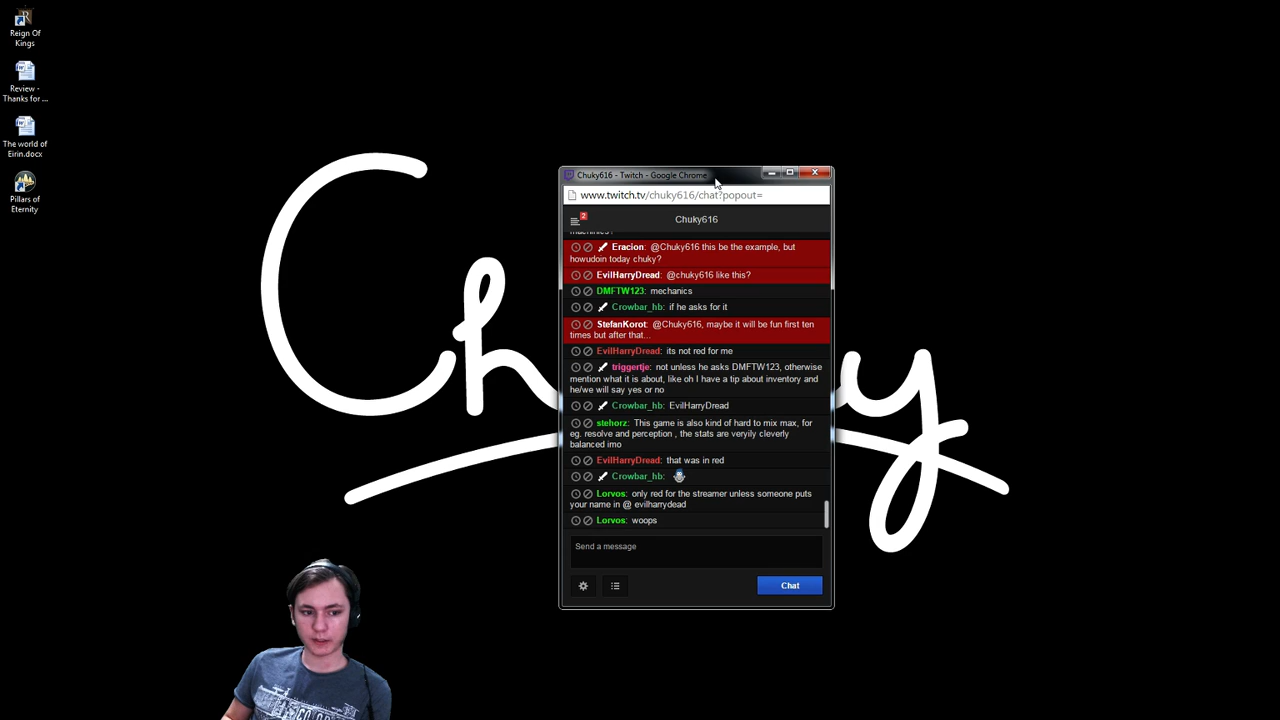 Reign Of
Kings
Review -
Thanks for ...
The world of
Eirin.docx
Pillars of
Eternity
Chuky616 - Twitch - Google Chrome
www.twitch.tv/chuky616/chat?popout=
2
Chuky616
Eracion: @Chuky616 this be the example, but
howudoin today chuky?
EvilHarryDread: @chuky616 like this?
DMFTW123: mechanics
Crowbar_hb: if he asks for it
StefanKorot: @Chuky616, maybe it will be fun first ten
times but after that...
EvilHarryDread: its not red for me
triggertje: not unless he asks DMFTW123, otherwise
mention what it is about, like oh I have a tip about inventory and
he/we will say yes or no
Crowbar_hb: EvilHarryDread
stehorz: This game is also kind of hard to mix max, for
eg. resolve and perception , the stats are veryily cleverly
balanced imo
EvilHarryDread: that was in red
Crowbar_hb:
Lorvos: only red for the streamer unless someone puts
your name in @ evilharrydead
Lorvos: woops
Send a message
Chat